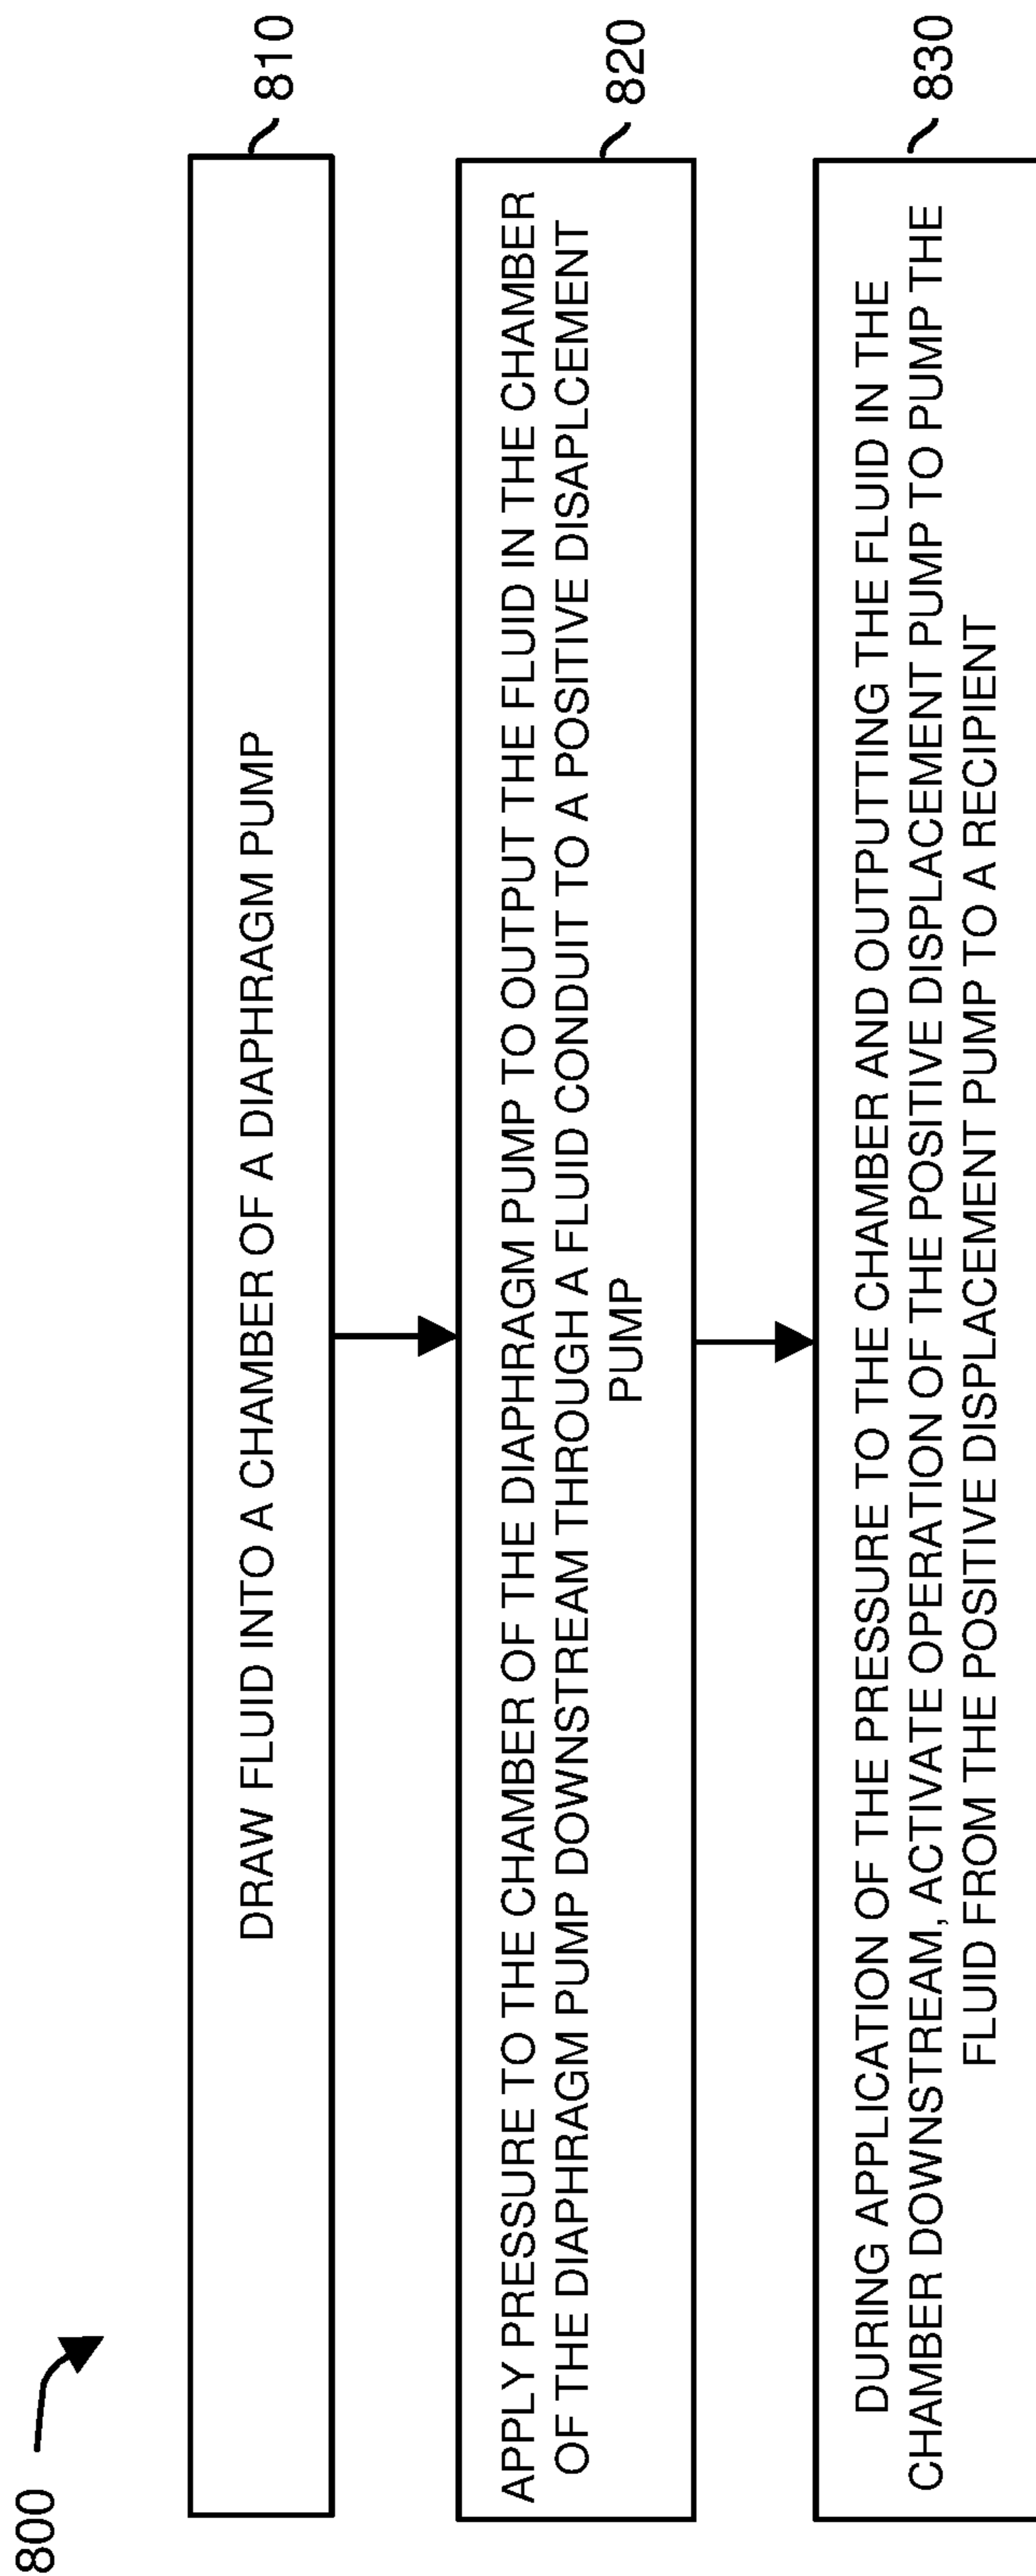 800
DRAW FLUID INTO A CHAMBER OF A DIAPHRAGM PUMP
810
APPLY PRESSURE TO THE CHAMBER OF THE DIAPHRAGM PUMP TO OUTPUT THE FLUID IN THE CHAMBER
OF THE DIAPHRAGM PUMP DOWNSTREAM THROUGH A FLUID CONDUIT TO A POSITIVE DISAPLCEMENT
PUMP
820
DURING APPLICATION OF THE PRESSURE TO THE CHAMBER AND OUTPUTTING THE FLUID IN THE
CHAMBER DOWNSTREAM, ACTIVATE OPERATION OF THE POSITIVE DISPLACEMENT PUMP TO PUMP THE
FLUID FROM THE POSITIVE DISPLACEMENT PUMP TO A RECIPIENT
830